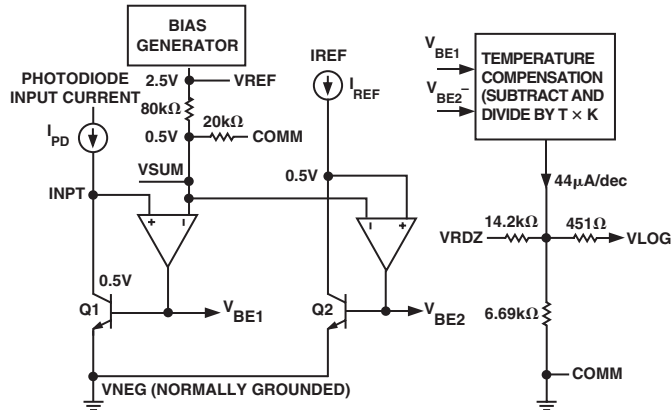 BIAS
GENERATOR
PHOTODIODE
INPUT CURRENT
2.5V
VREF
IREF
I_REF
80kΩ
20kΩ
COMM
0.5V
I_PD
VSUM
INPT
0.5V
+
I
I
+
0.5V
Q1
V_BE1
Q2
V_BE2
VNEG (NORMALLY GROUNDED)
V_BE1
V_BE2–
TEMPERATURE
COMPENSATION
(SUBTRACT AND
DIVIDE BY T × K
44µA/dec
14.2kΩ
451Ω
VRDZ
VLOG
6.69kΩ
COMM